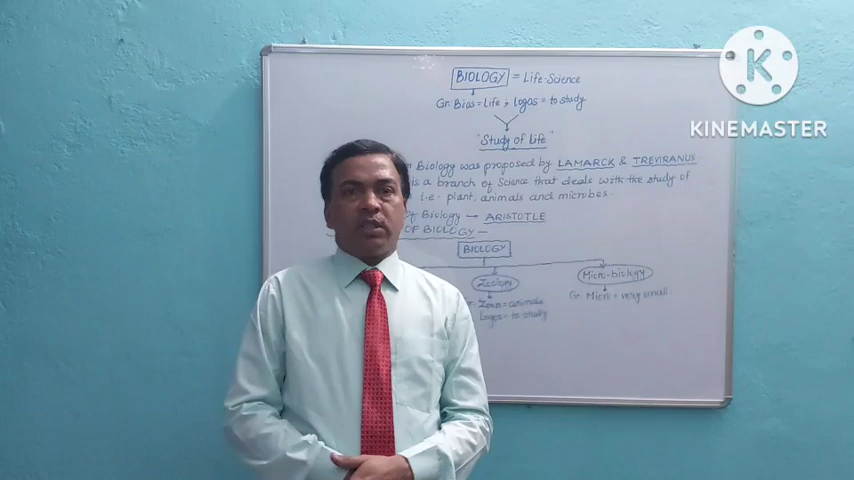 BIOLOGY = Life-Science
Gr. Bios = Life ; Logos = to study
"Study of Life"
Biology was proposed by LAMARCK & TREVIRANUS
is a branch of Science that deals with the study of
i.e. plant, animals and microbes.
of Biology → ARISTOTLE
OF BIOLOGY —
BIOLOGY
Zoology
Micro-biology
= animals
Gr. Micro = very small
Logos - to study
K
KINEMASTER